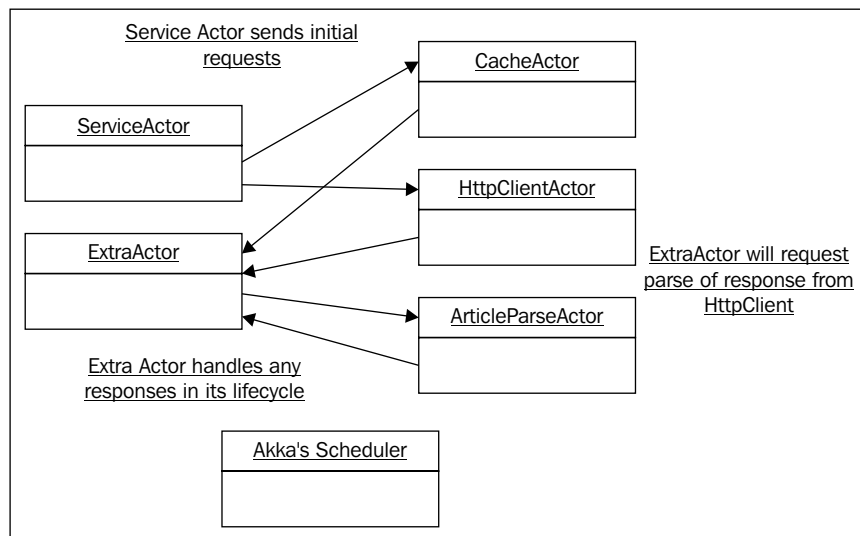 Service Actor sends initial
requests
CacheActor
ServiceActor
HttpClientActor
ExtraActor
ExtraActor will request
parse of response from
HttpClient
ArticleParseActor
Extra Actor handles any
responses in its lifecycle
Akka's Scheduler